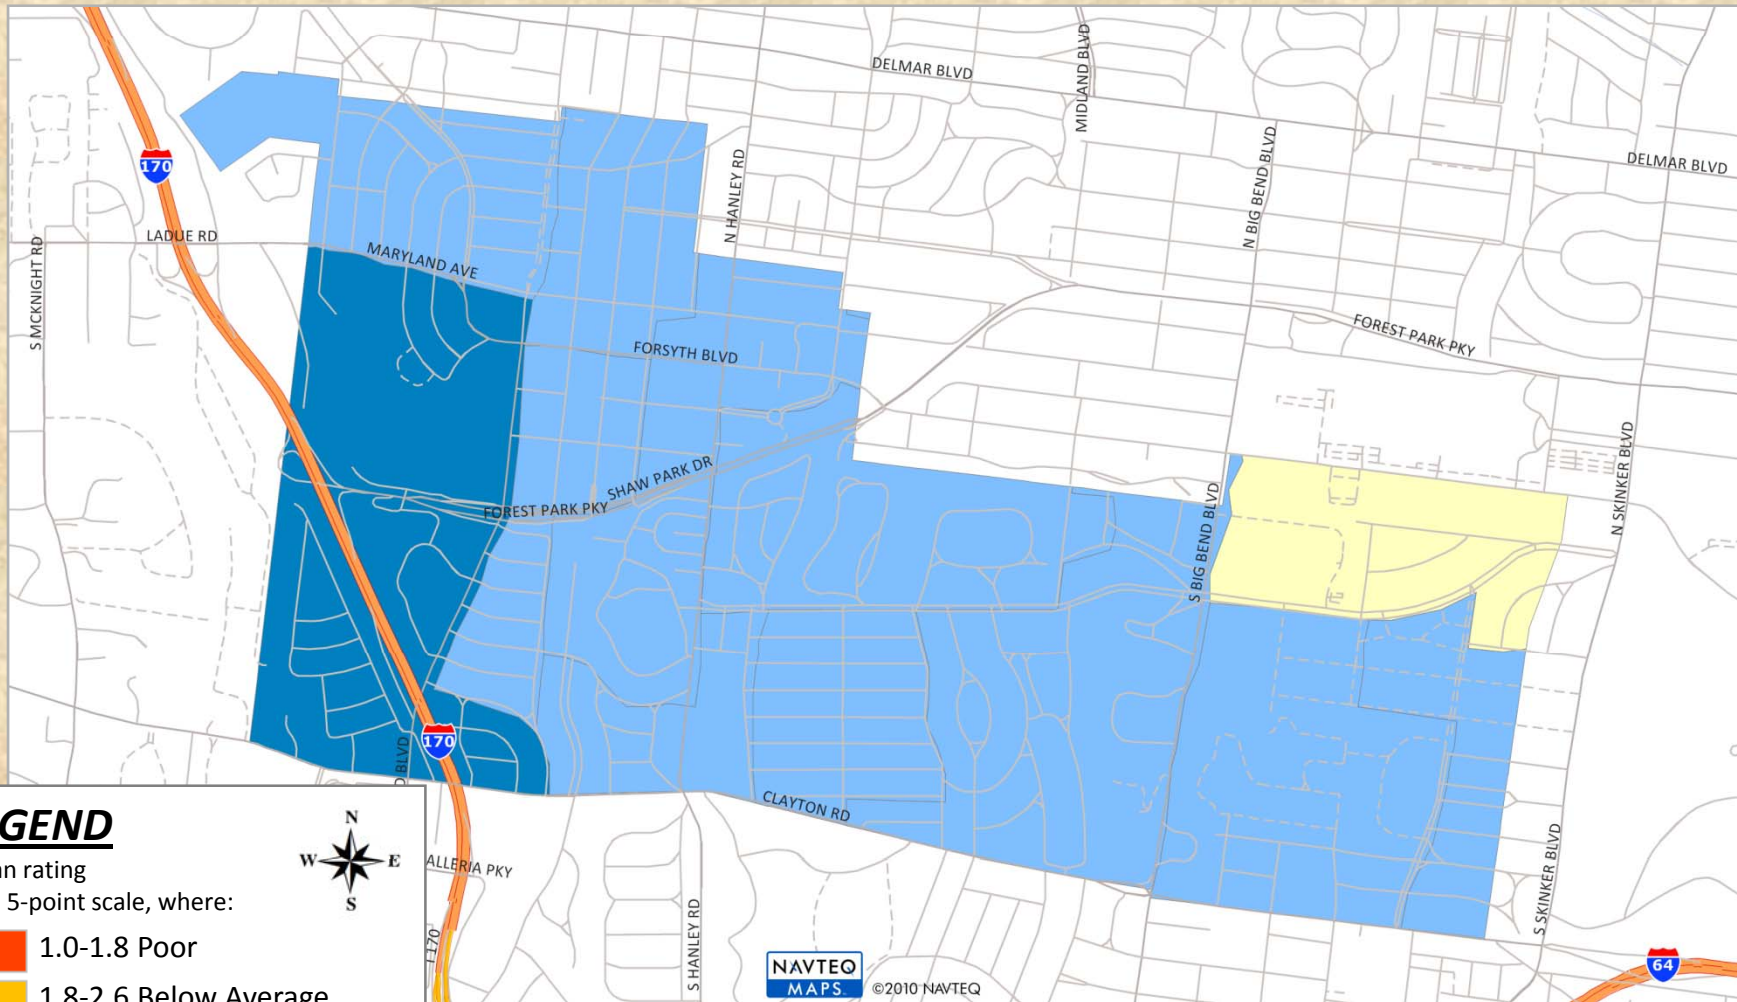 DELMAR BLVD
MIDLAND BLVD
DELMAR BLVD
170
N HANLEY RD
N BIG BEND BLVD
LADUE RD
MARYLAND AVE
S MCKNIGHT RD
FORSYTH BLVD
FOREST PARK PKY
SHAW PARK DR
FOREST PARK PKY
N SKINKER BLVD
S BIG BEND BLVD
170
D BLVD
CLAYTON RD
ALLERIA PKY
S HANLEY RD
I 170
S SKINKER BLVD
64
NAVTEQ
MAPS
©2010 NAVTEQ
GEND
N
W E
S
an rating
5-point scale, where:
1.0-1.8 Poor
1.8-2.6 Below Average